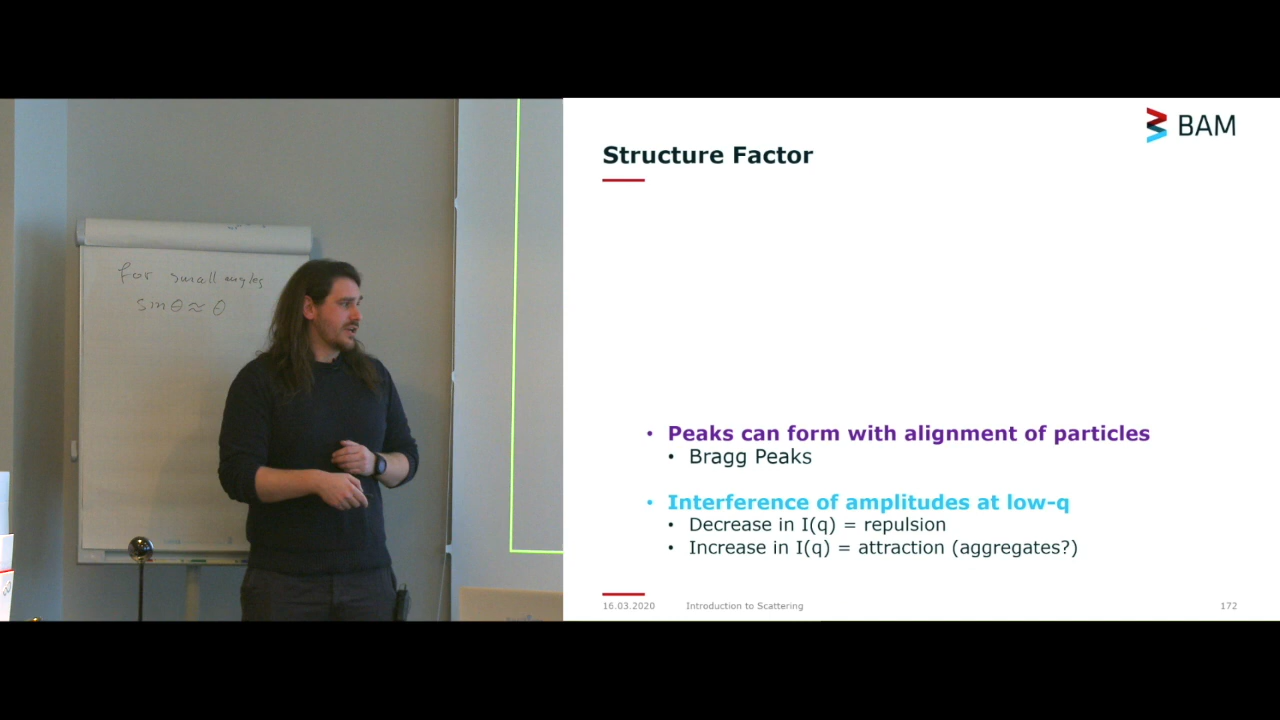 for small angles
sin θ ≈ θ
BAM
Structure Factor
• Peaks can form with alignment of particles
• Bragg Peaks
• Interference of amplitudes at low-q
• Decrease in I(q) = repulsion
• Increase in I(q) = attraction (aggregates?)
16.03.2020 Introduction to Scattering 172